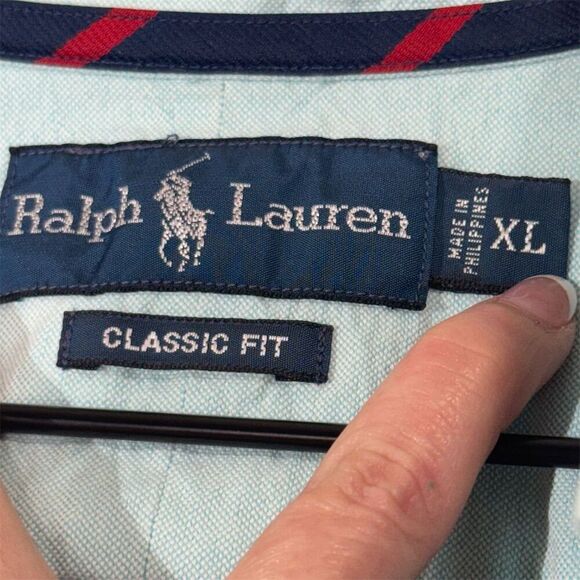 Ralph Lauren
MADE IN
PHILIPPINES
XL
CLASSIC FIT